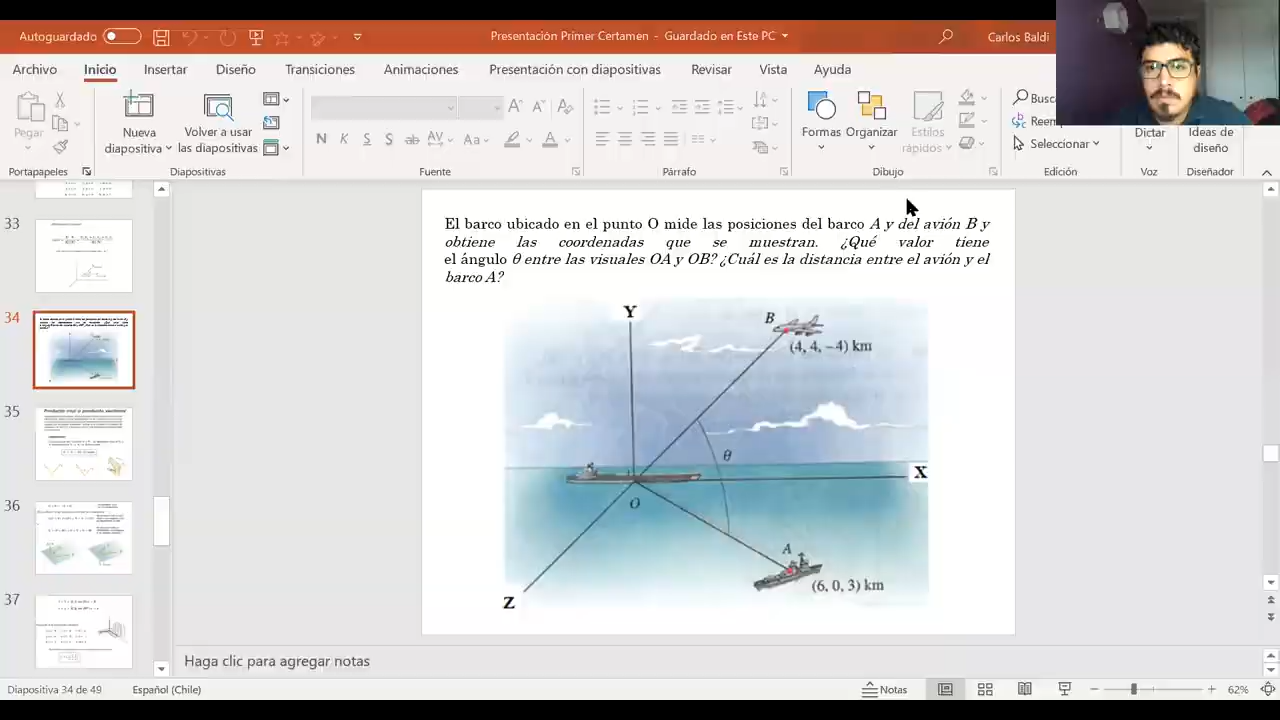 Autoguardado
Presentación Primer Certamen - Guardado en Este PC
Carlos Baldi
Archivo Inicio Insertar Diseño Transiciones Animaciones Presentación con diapositivas Revisar Vista Ayuda
Pegar
Nueva
diapositiva
Volver a usar
las diapositivas
N K S S ab AV Aa A
Formas
Organizar
Estilos
rápidos
Seleccionar
Dictar
Ideas de
diseño
Portapapeles Diapositivas Fuente Párrafo Dibujo Edición Voz Diseñador
33
34
35
36
37
El barco ubicado en el punto O mide las posiciones del barco A y del avión B y
obtiene las coordenadas que se muestran. ¿Qué valor tiene
el ángulo θ entre las visuales OA y OB? ¿Cuál es la distancia entre el avión y el
barco A?
Y
B
(4, 4, −4) km
θ
X
O
A
(6, 0, 3) km
Z
Haga clic para agregar notas
Diapositiva 34 de 49 Español (Chile) Notas 62%